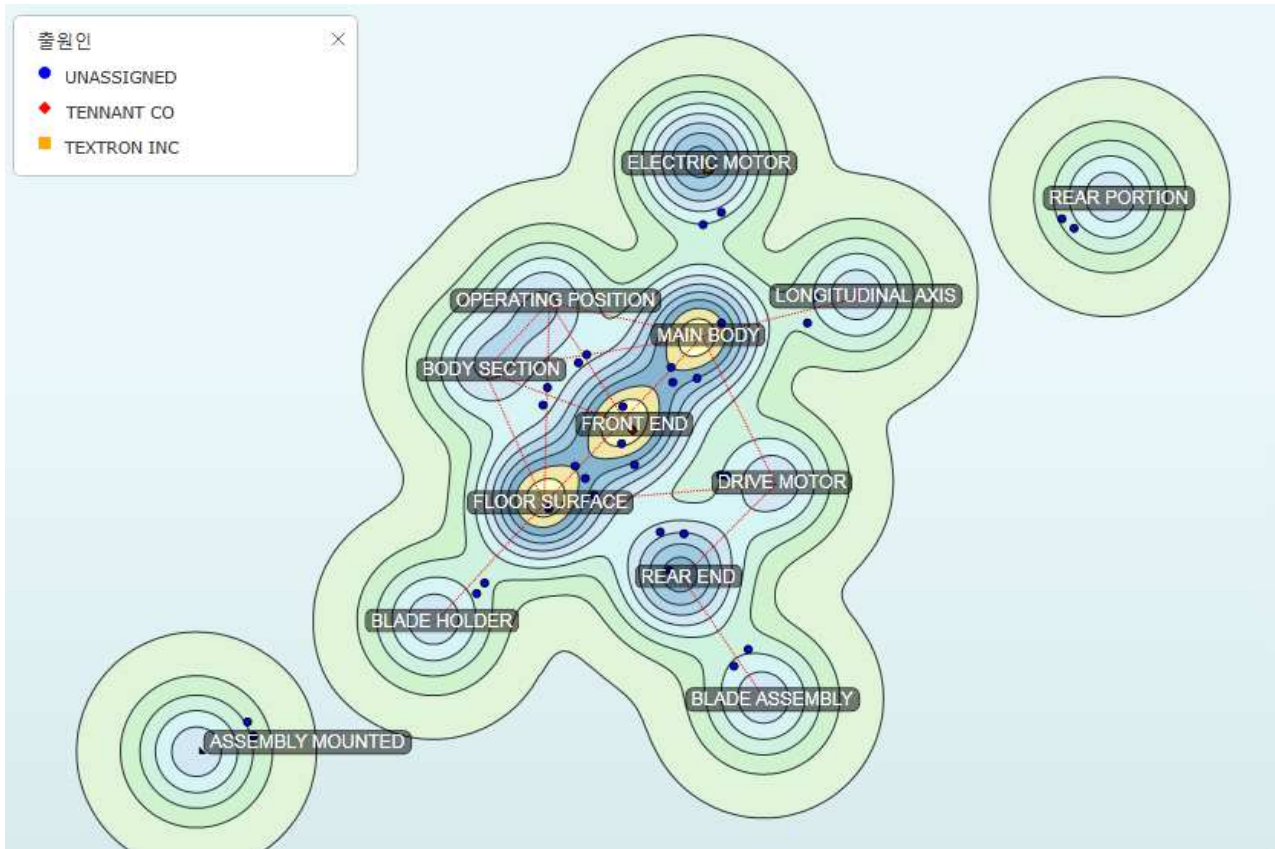 출원인
UNASSIGNED
TENNANT CO
TEXTRON INC
ELECTRIC MOTOR
REAR PORTION
OPERATING POSITION
LONGITUDINAL AXIS
MAIN BODY
BODY SECTION
FRONT END
DRIVE MOTOR
FLOOR SURFACE
REAR END
BLADE HOLDER
BLADE ASSEMBLY
ASSEMBLY MOUNTED